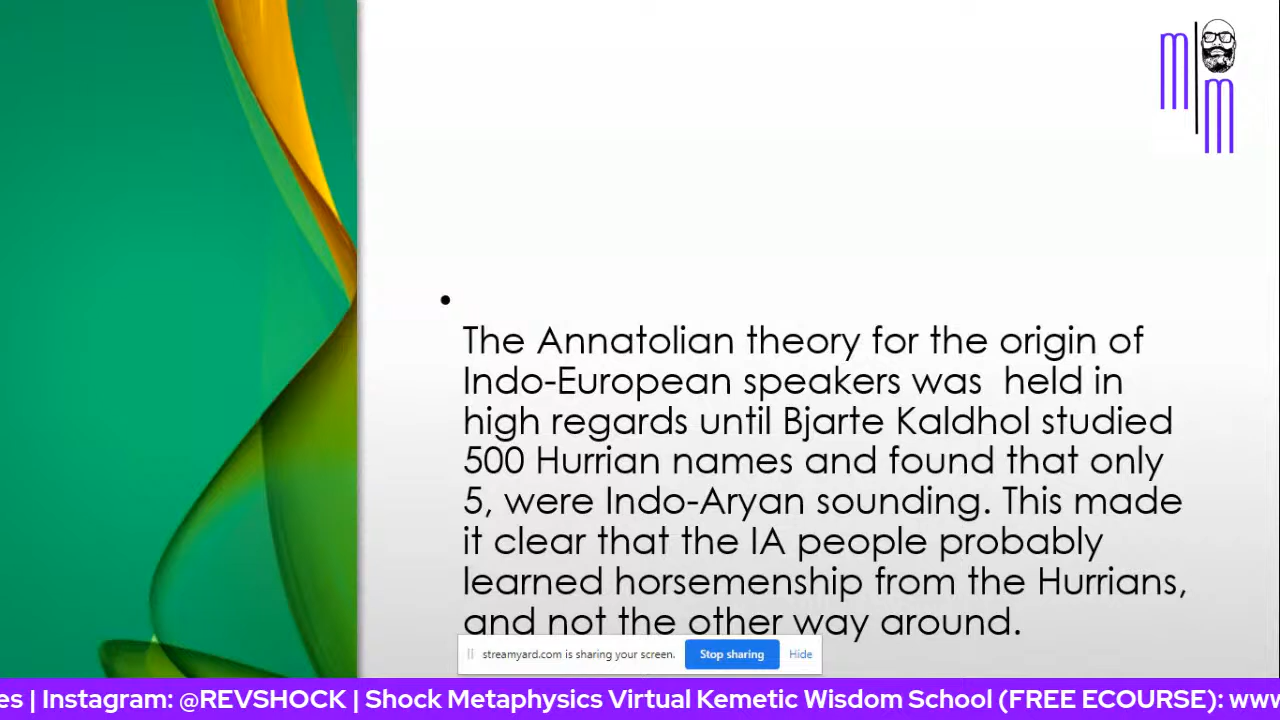 m
m
•
The Annatolian theory for the origin of
Indo-European speakers was  held in
high regards until Bjarte Kaldhol studied
500 Hurrian names and found that only
5, were Indo-Aryan sounding. This made
it clear that the IA people probably
learned horsemenship from the Hurrians,
and not the other way around.
streamyard.com is sharing your screen. Stop sharing Hide
es | Instagram: @REVSHOCK | Shock Metaphysics Virtual Kemetic Wisdom School (FREE ECOURSE): www